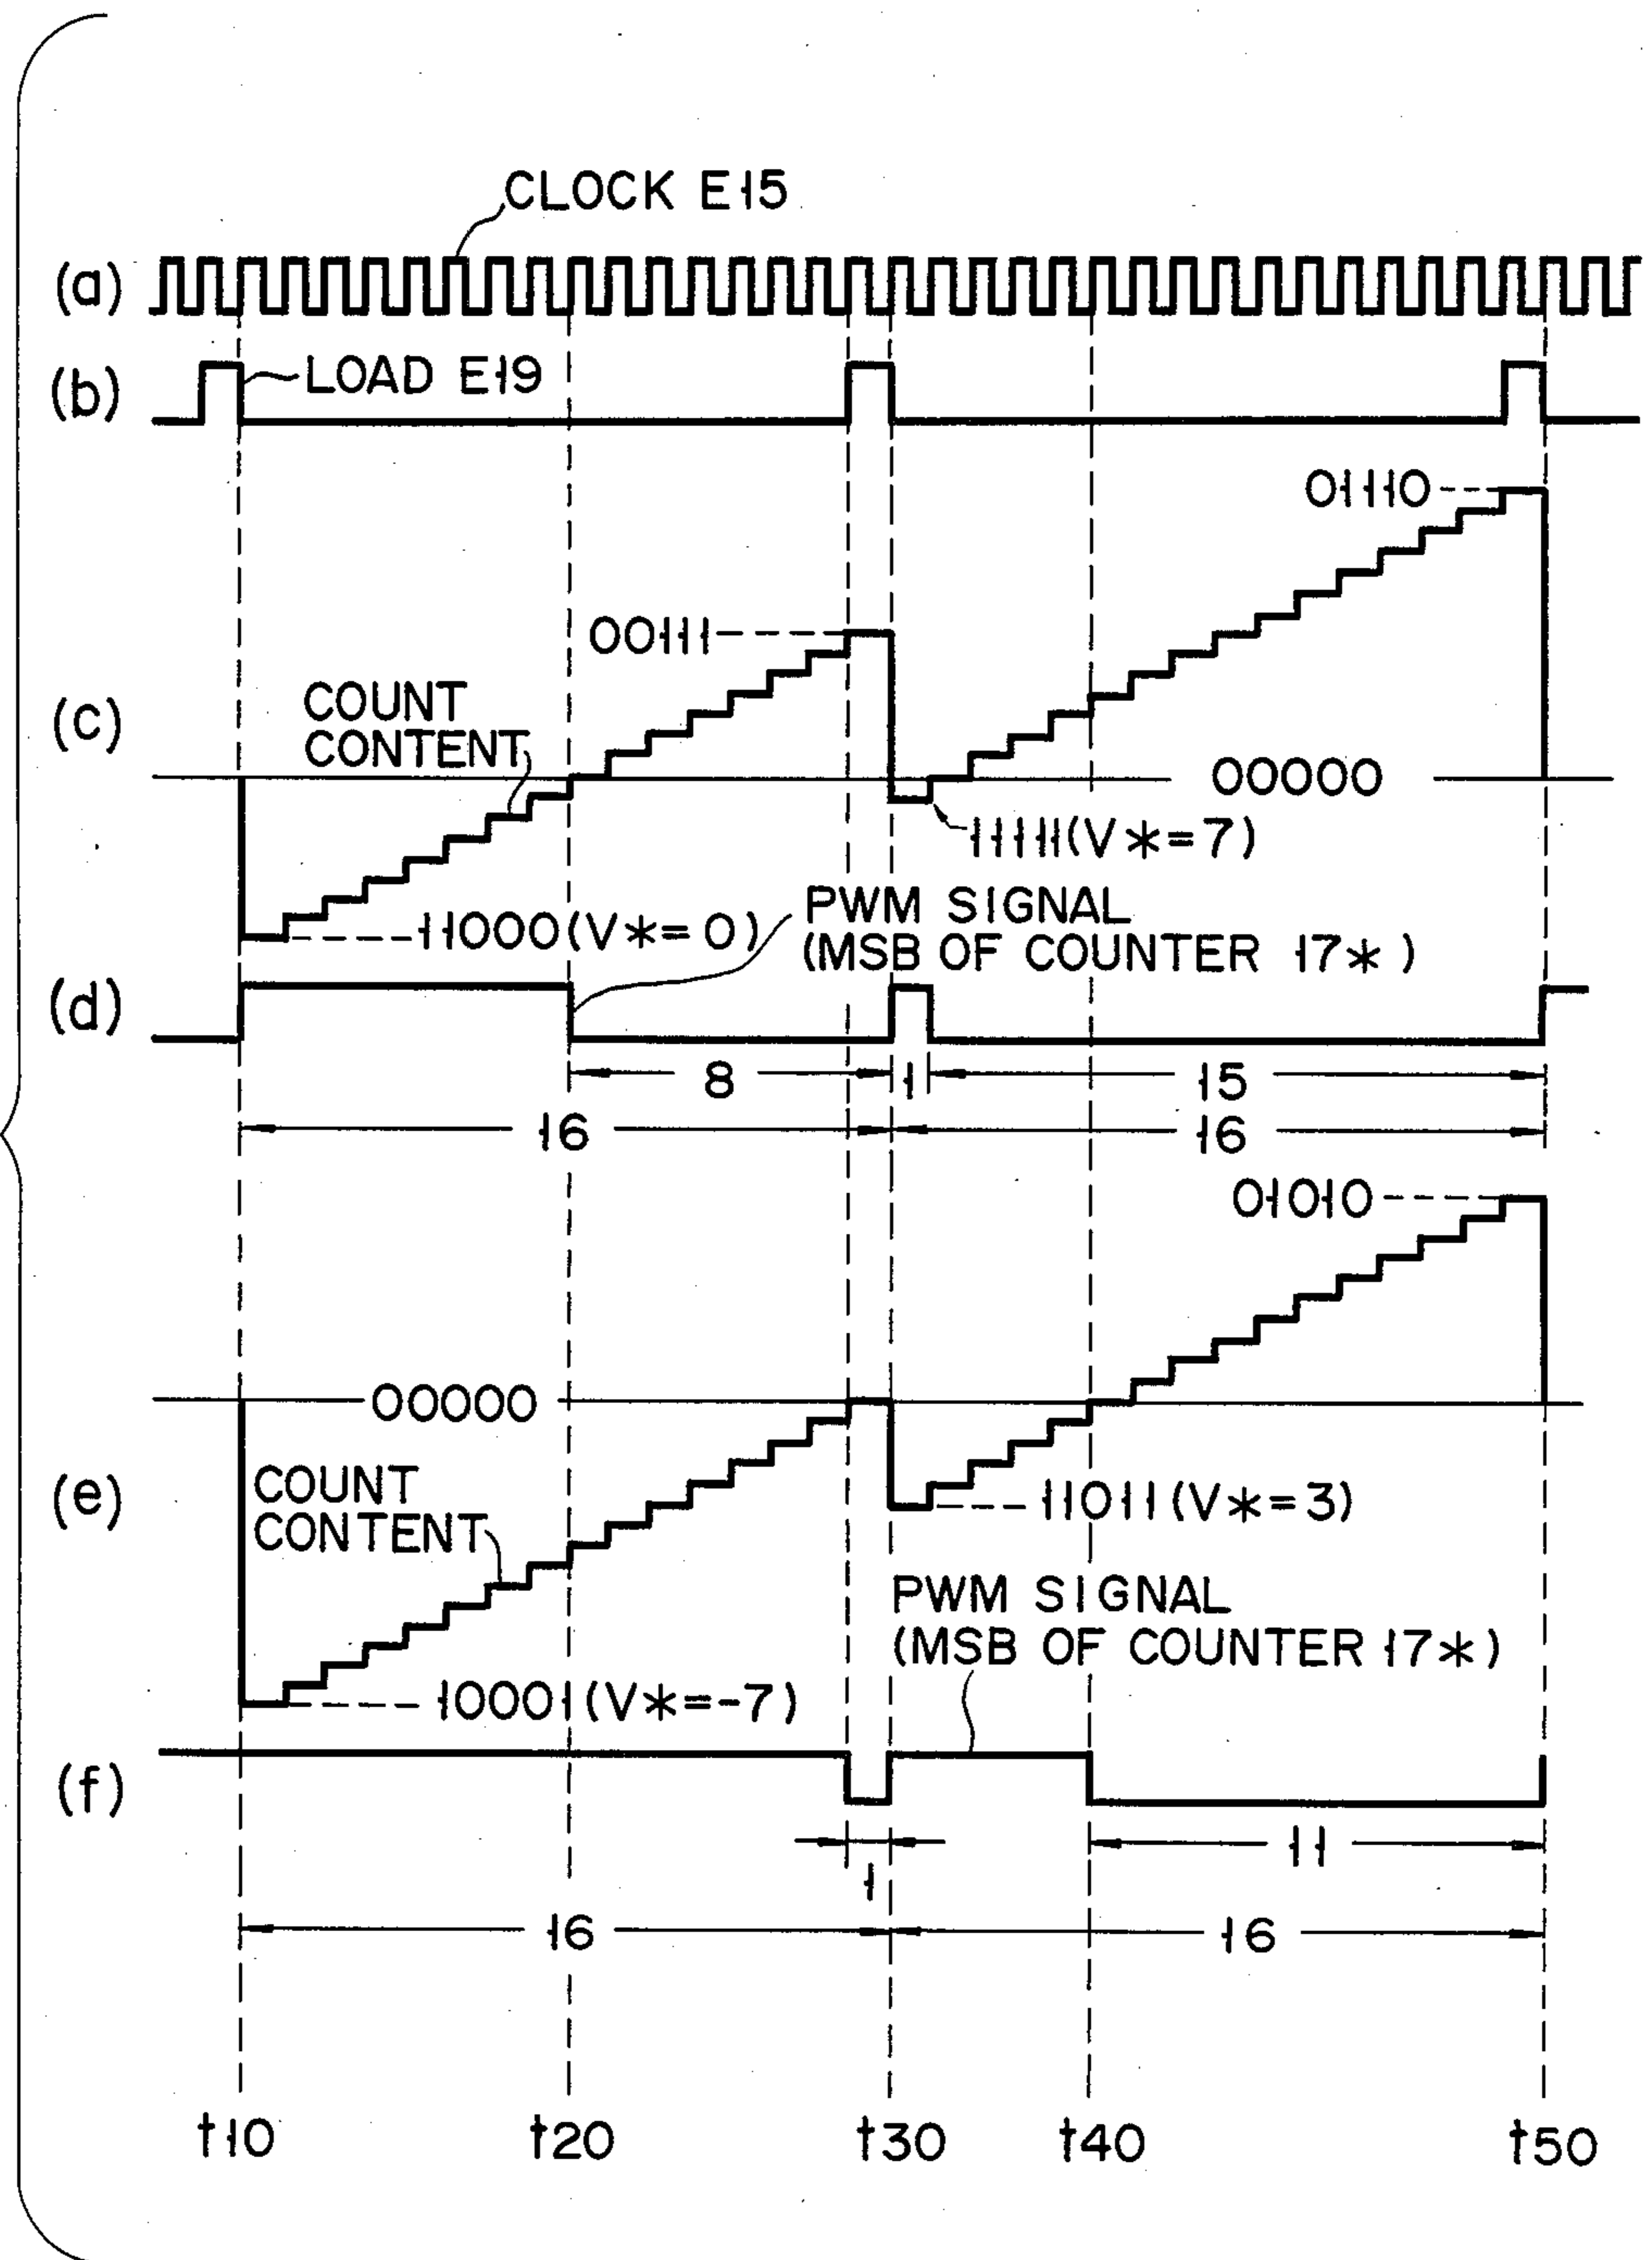 CLOCK E15
(a)
(b)
LOAD E19
01110
00111
COUNT
CONTENT
(c)
00000
11111(V*=7)
11000(V*=0)
PWM SIGNAL
(MSB OF COUNTER 17*)
(d)
8
1
15
16
16
01010
00000
COUNT
CONTENT
(e)
11011(V*=3)
PWM SIGNAL
(MSB OF COUNTER 17*)
10001(V*=-7)
(f)
11
1
16
16
t10
t20
t30
t40
t50